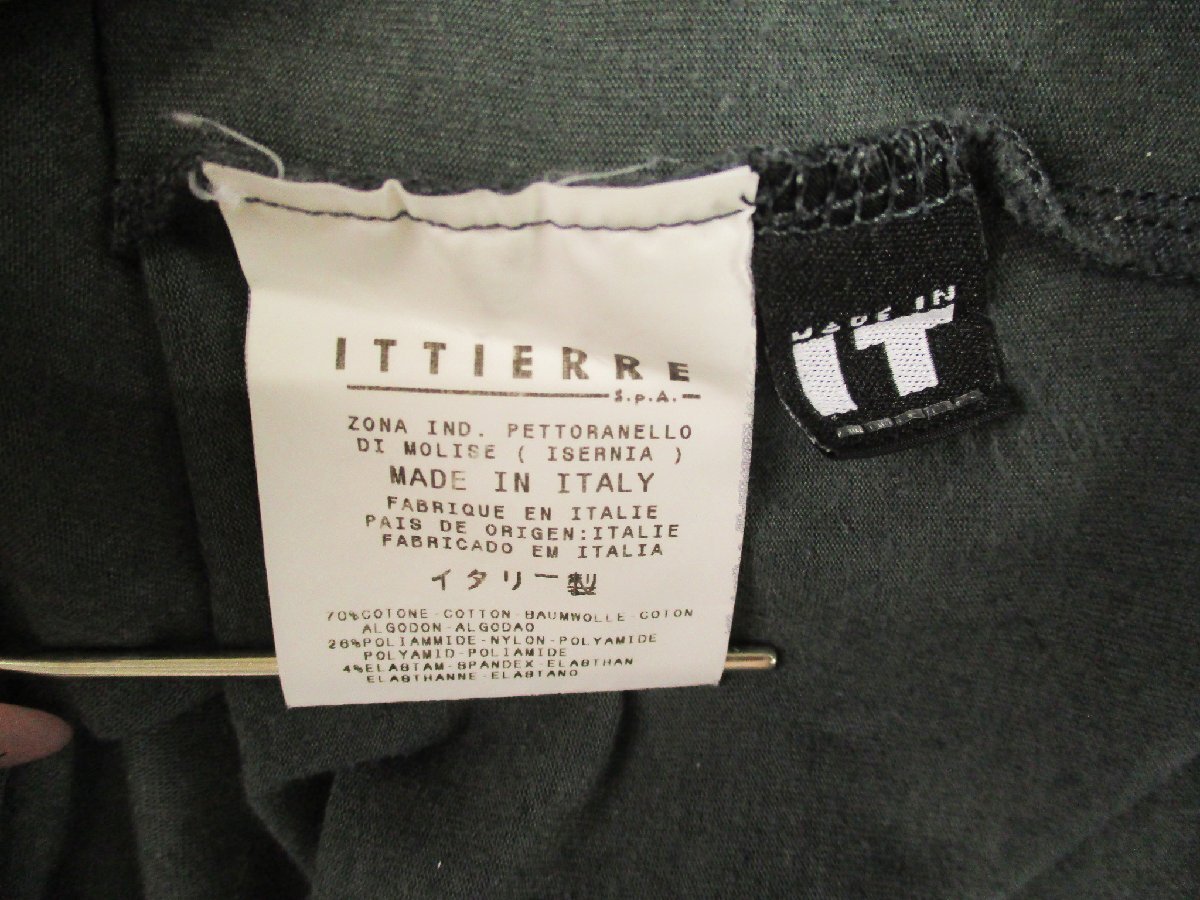 ITTIERRE
S.p.A.
ZONA IND. PETTORANELLO
DI MOLISE ( ISERNIA )
MADE IN ITALY
FABRIQUE EN ITALIE
PAIS DE ORIGEN:ITALIE
FABRICADO EM ITALIA
イタリー製
70%COTONE-COTTON-BAUMWOLLE-COTON
ALGODON-ALGODAO
26%POLIAMMIDE-NYLON-POLYAMIDE
POLYAMID-POLIAMIDE
4%ELASTAM-SPANDEX-ELASTHAN
ELASTHANNE-ELASTANO
MADE IN
IT